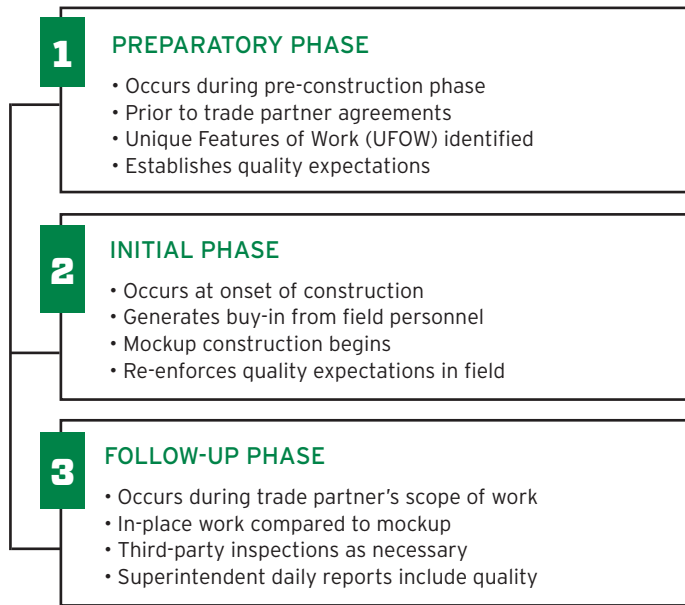 1
PREPARATORY PHASE
• Occurs during pre-construction phase
• Prior to trade partner agreements
• Unique Features of Work (UFOW) identified
• Establishes quality expectations
2
INITIAL PHASE
• Occurs at onset of construction
• Generates buy-in from field personnel
• Mockup construction begins
• Re-enforces quality expectations in field
3
FOLLOW-UP PHASE
• Occurs during trade partner’s scope of work
• In-place work compared to mockup
• Third-party inspections as necessary
• Superintendent daily reports include quality